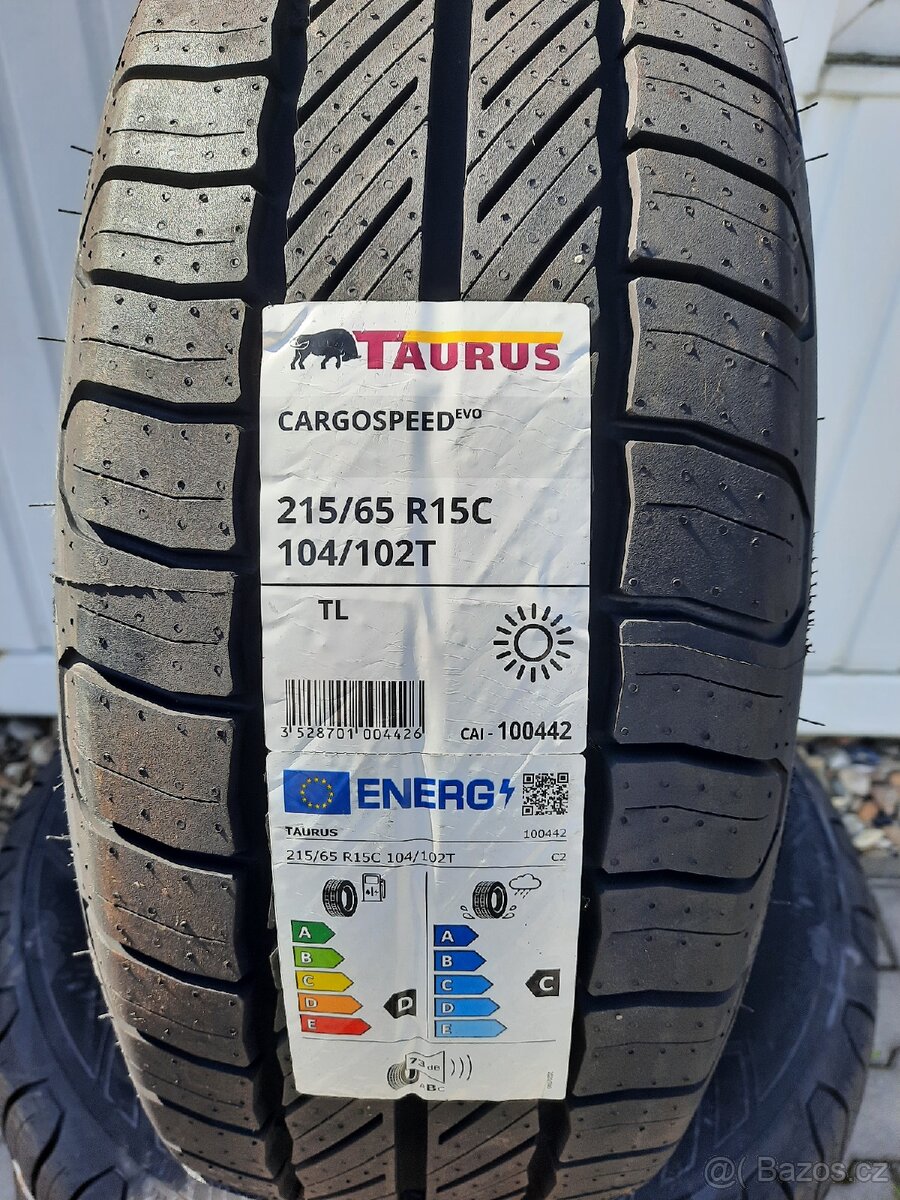 TAURUS
CARGOSPEED EVO
215/65 R15C
104/102T
TL
3 528701 004426
CAI - 100442
ENERG
TAURUS 100442
215/65 R15C 104/102T C2
A A
B B
C C C
D D D
E E
73 dB
ABC
@( Bazoš.cz